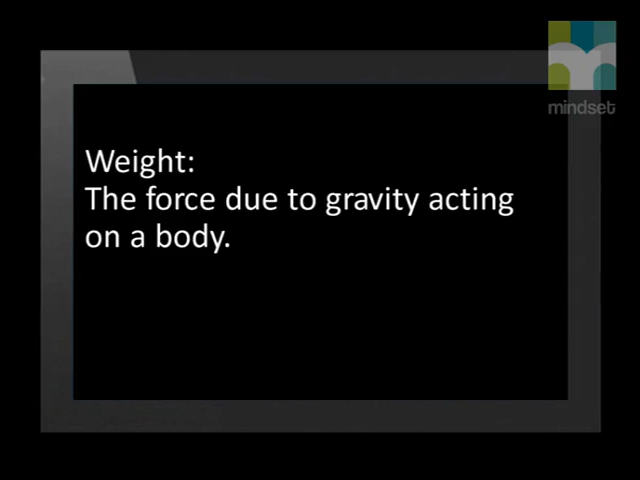 mindset
Weight:
The force due to gravity acting
on a body.